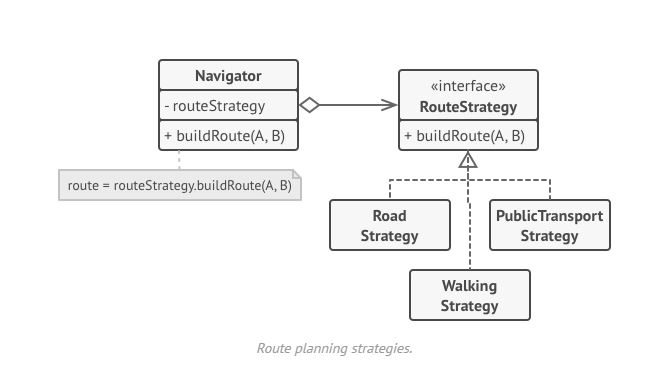 Navigator
- routeStrategy
+ buildRoute(A, B)
route = routeStrategy.buildRoute(A, B)
«interface»
RouteStrategy
+ buildRoute(A, B)
Road
Strategy
PublicTransport
Strategy
Walking
Strategy
Route planning strategies.